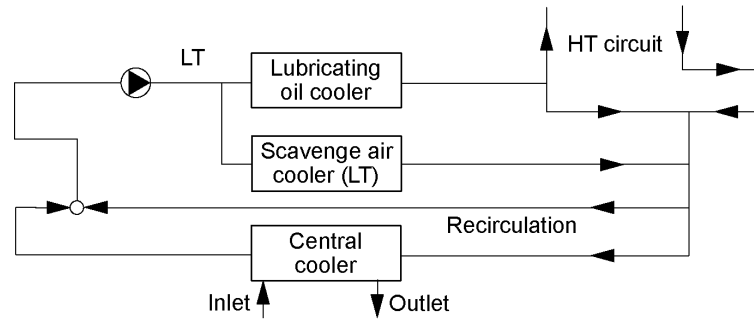 LT
HT circuit
Lubricating
oil cooler
Scavenge air
cooler (LT)
Recirculation
Central
cooler
Inlet
Outlet